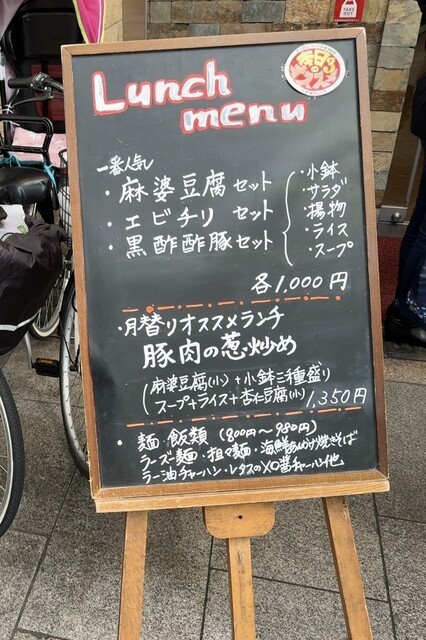 TAKE OUT
Lunch
menu
一番人気
・麻婆豆腐セット
・エビチリ セット
・黒酢酢豚セット
・小鉢
・サラダ
・揚物
・ライス
・スープ
各1,000円
・月替りオススメランチ
豚肉の葱炒め
(麻婆豆腐(小)+小鉢三種盛り
スープ+ライス+杏仁豆腐(小) 1,350円
・麺・飯類 (800円〜980円)
ラーズ麺・担々麺・海鮮あんかけ焼きそば
ラー油チャーハン・レタスのXO醤チャーハン他